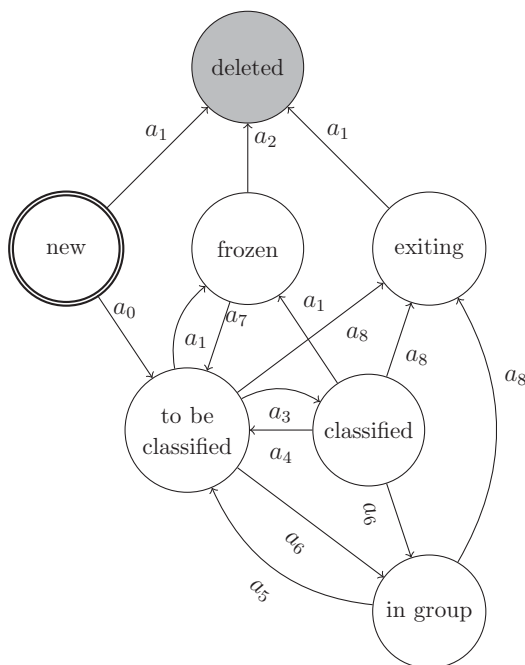 deleted
a₁
a₂
a₁
new
frozen
exiting
a₀
a₁
a₇
a₁
a₈
a₈
a₈
to be
classified
a₃
a₄
classified
a₆
a₆
a₅
in group